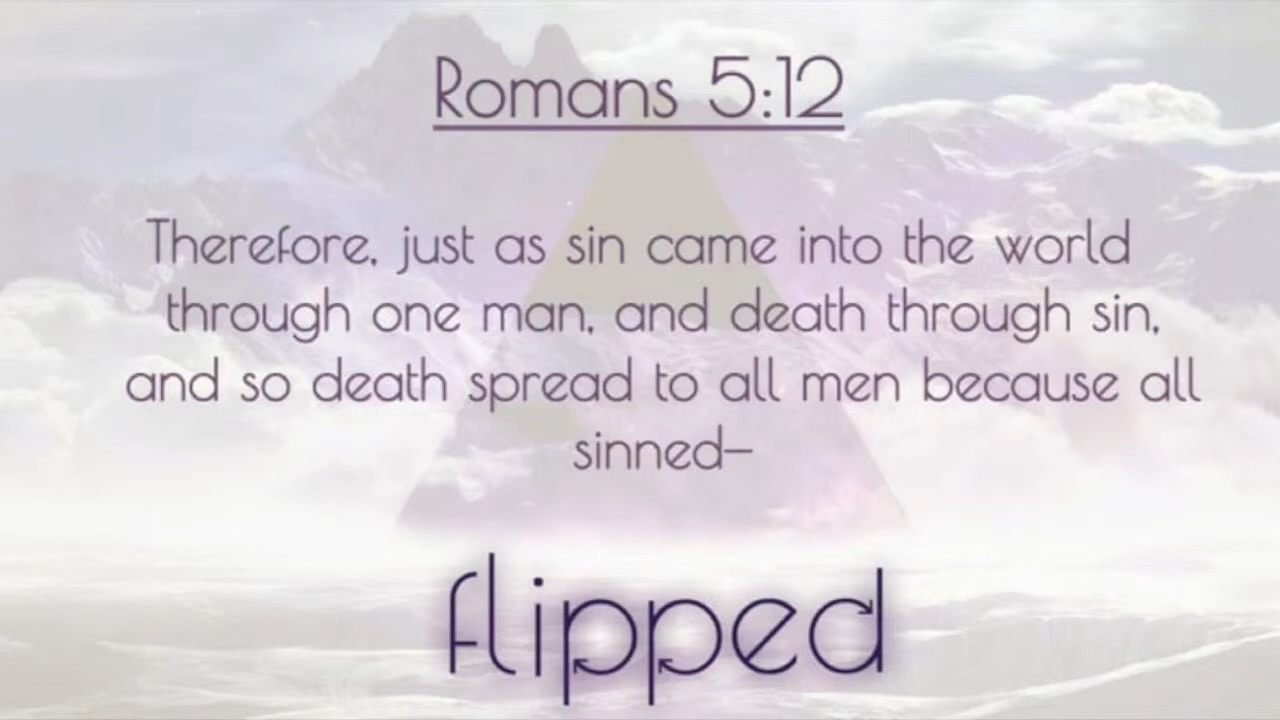 Romans 5:12
Therefore, just as sin came into the world
through one man, and death through sin,
and so death spread to all men because all
sinned—
flipped